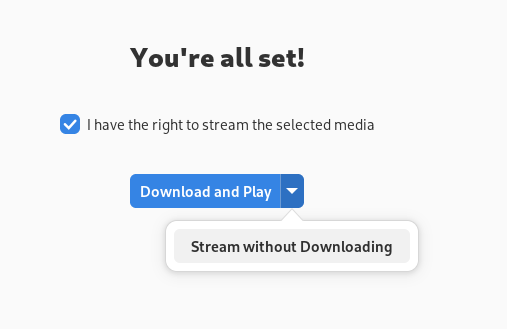 You're all set!
I have the right to stream the selected media
Download and Play
Stream without Downloading